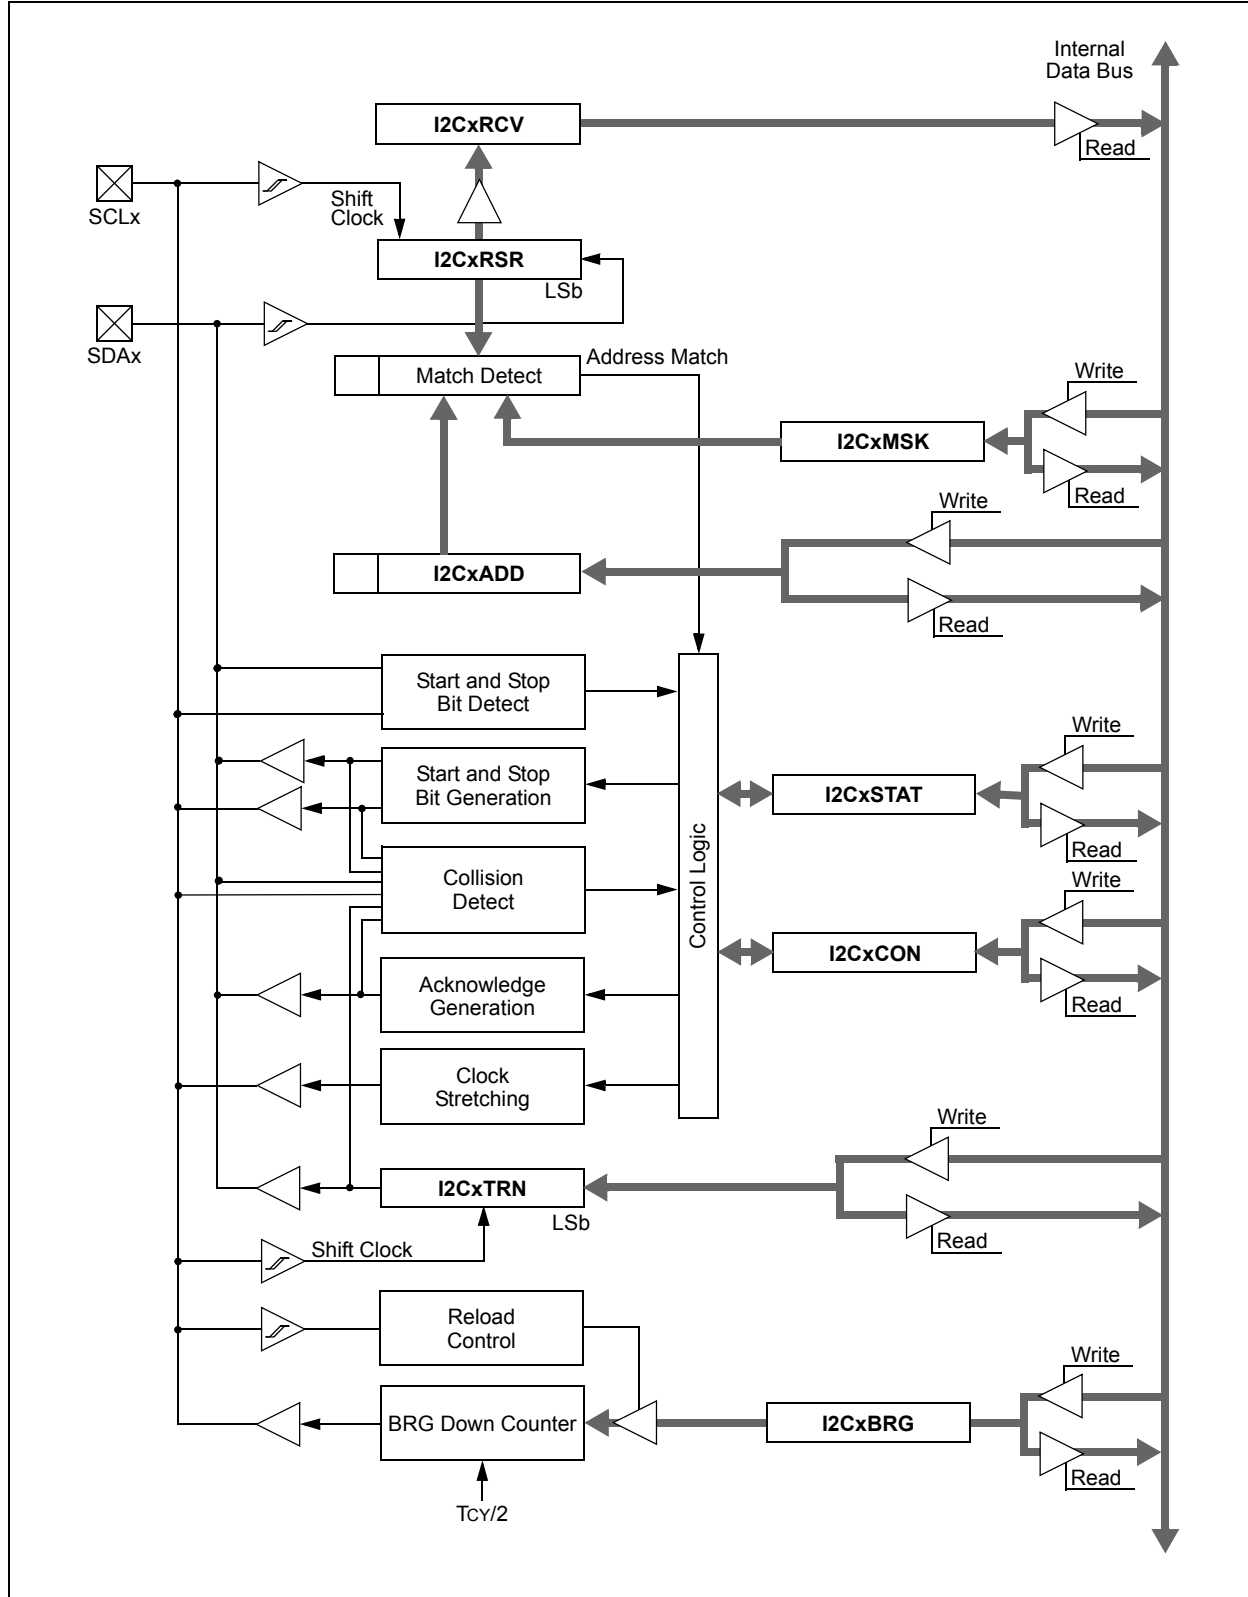 Internal
Data Bus
I2CxRCV
Read
SCLx
Shift
Clock
I2CxRSR
LSb
SDAx
Address Match
Match Detect
Write
I2CxMSK
Read
Write
I2CxADD
Read
Start and Stop
Bit Detect
Write
Start and Stop
Bit Generation
I2CxSTAT
Read
Control Logic
Collision
Detect
Write
I2CxCON
Read
Acknowledge
Generation
Clock
Stretching
Write
I2CxTRN
LSb
Read
Shift Clock
Reload
Control
Write
BRG Down Counter
I2CxBRG
Read
TCY/2